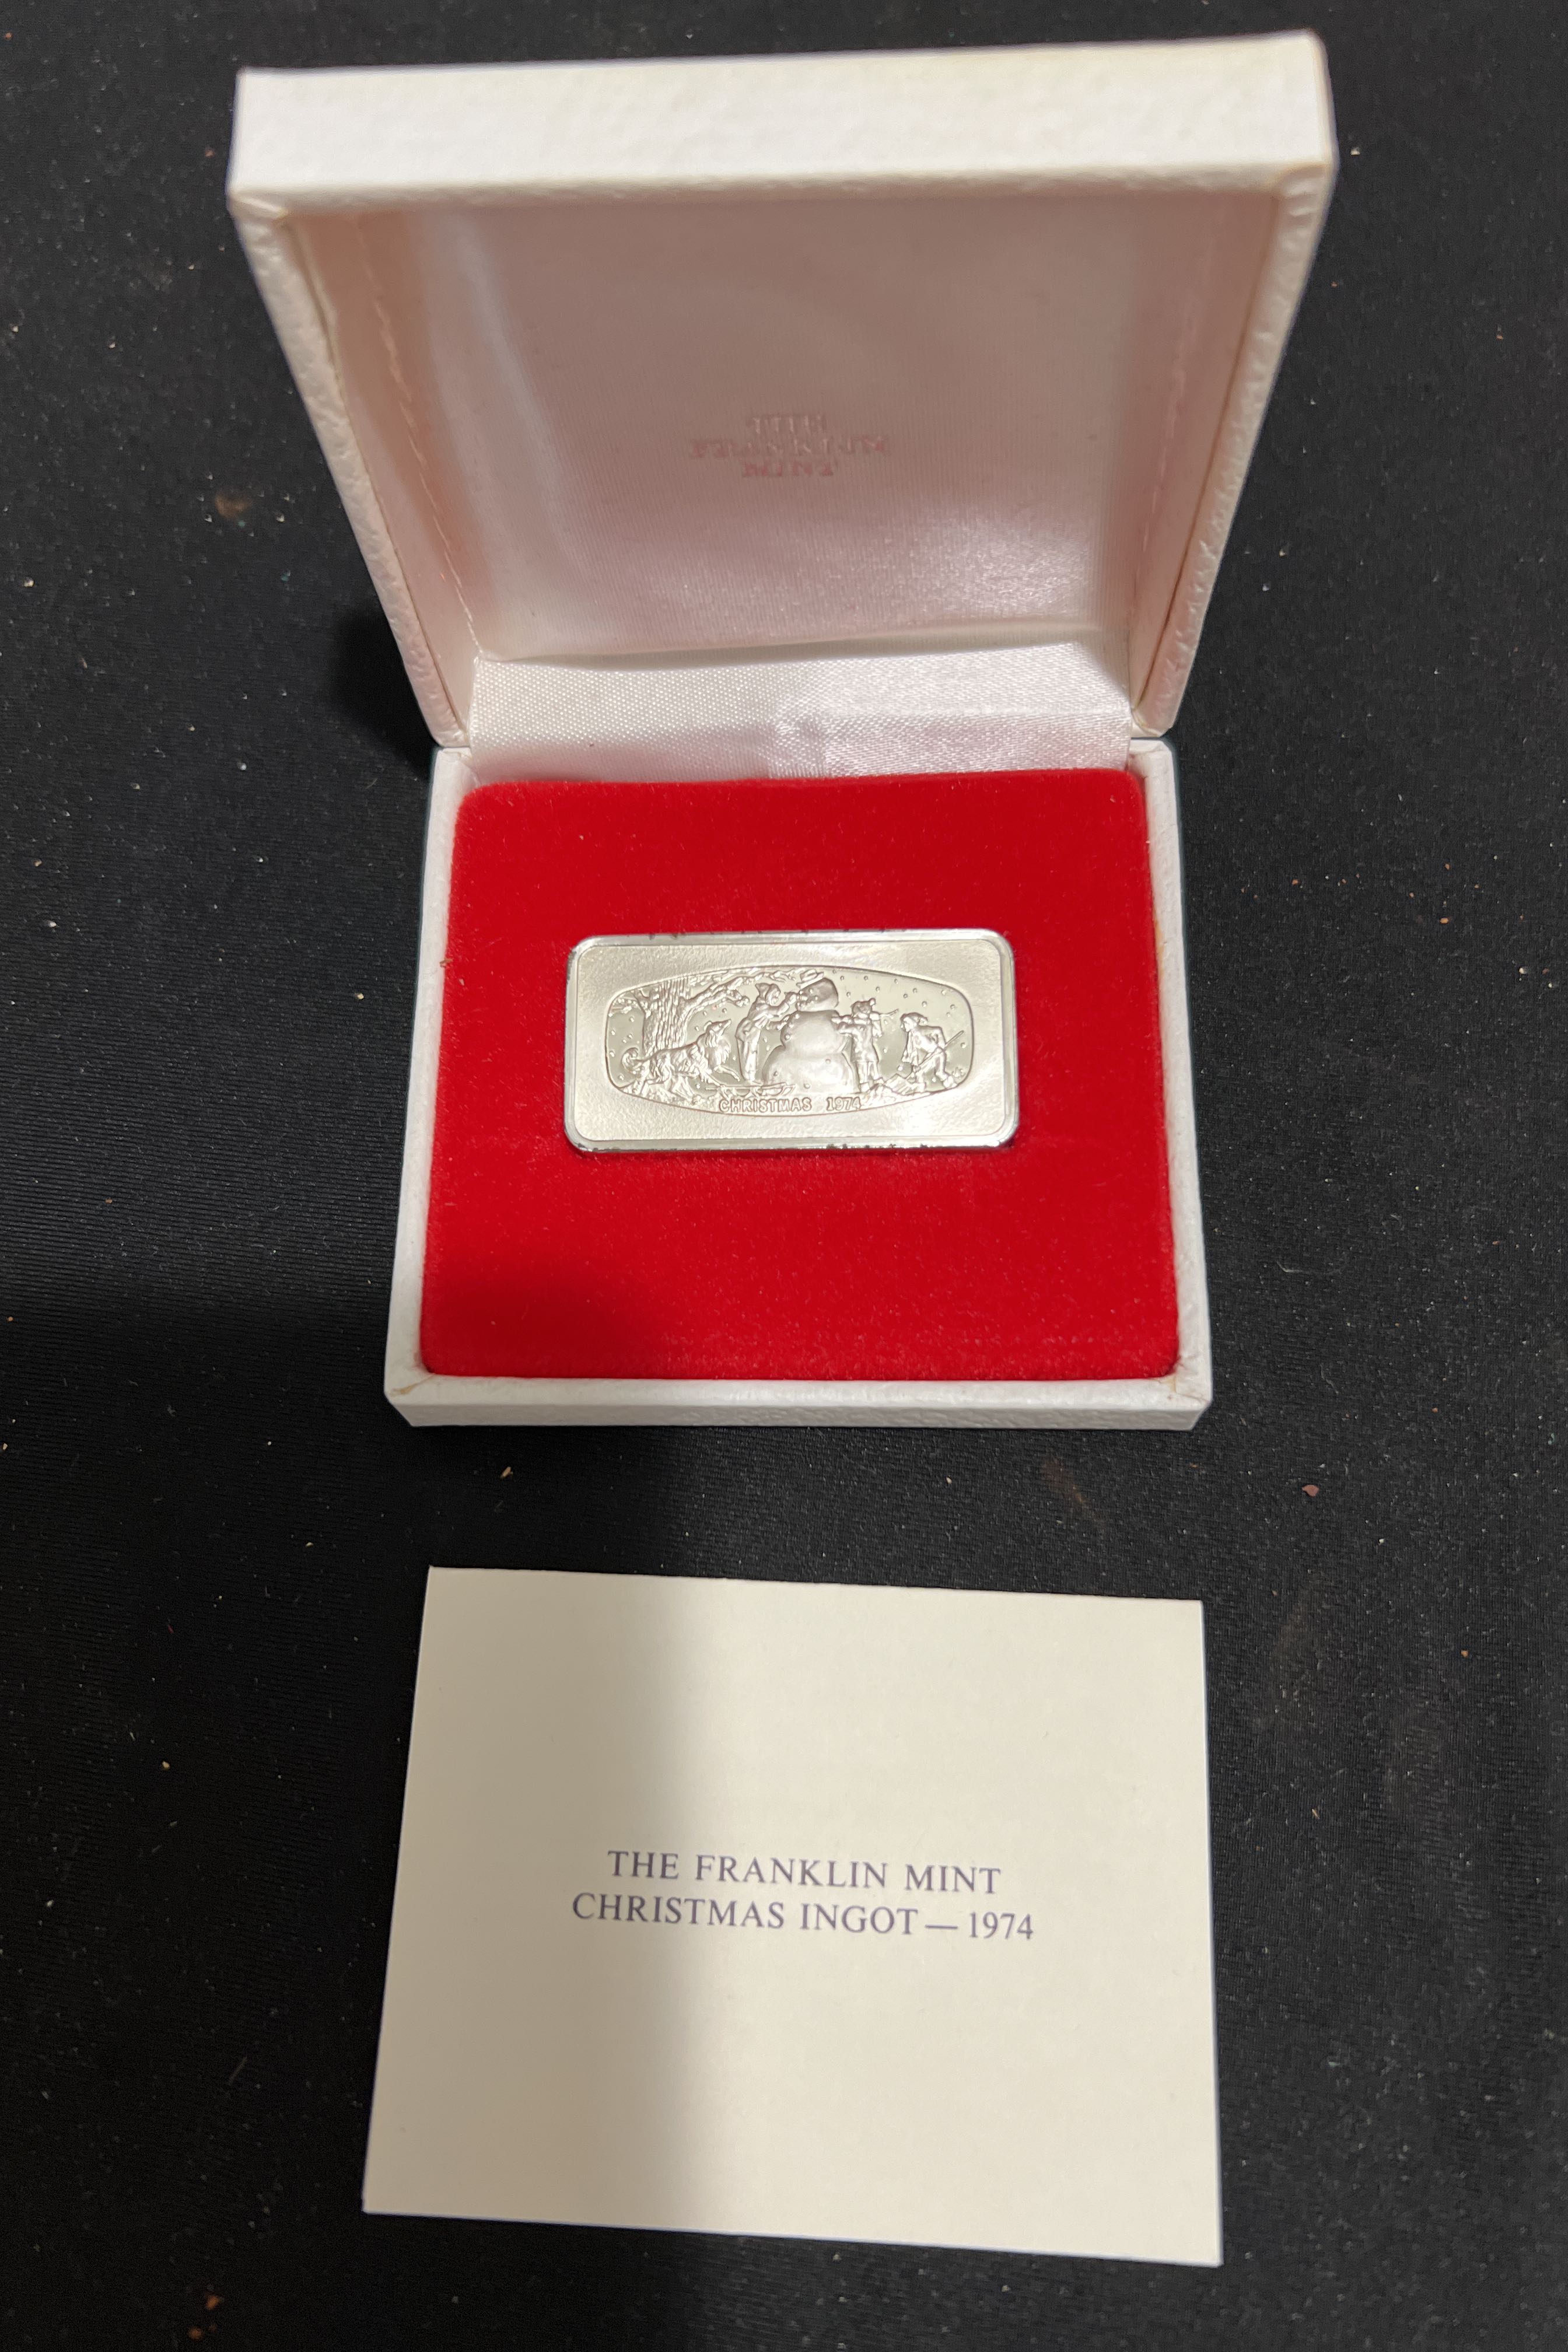 THE
FRANKLIN
MINT
CHRISTMAS 1974
THE FRANKLIN MINT
CHRISTMAS INGOT — 1974